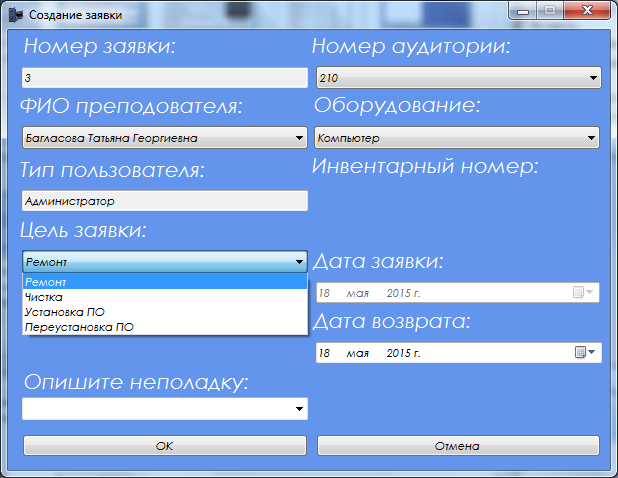 Создание заявки
Номер заявки:
3
ФИО преподователя:
Багласова Татьяна Георгиевна
Тип пользователя:
Администратор
Цель заявки:
Ремонт
Ремонт
Чистка
Установка ПО
Переустановка ПО
Опишите неполадку:
Номер аудитории:
210
Оборудование:
Компьютер
Инвентарный номер:
Дата заявки:
18 мая 2015 г.
Дата возврата:
18 мая 2015 г.
ОК
Отмена